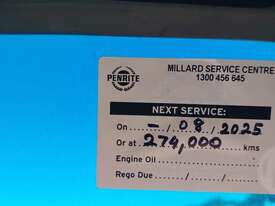 PENRITE
MILLARD SERVICE CENTRE
1300 456 645
NEXT SERVICE:
On - / 08 / 2025
Or at 274,000 kms
Engine Oil
Rego Due ....../....../......